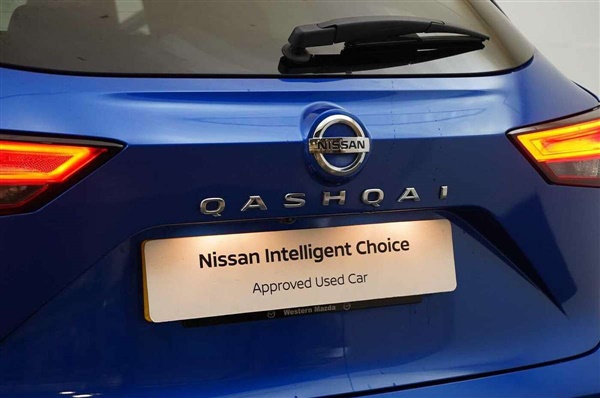 NISSAN
QASHQAI
Nissan Intelligent Choice
Approved Used Car
Western Mazda